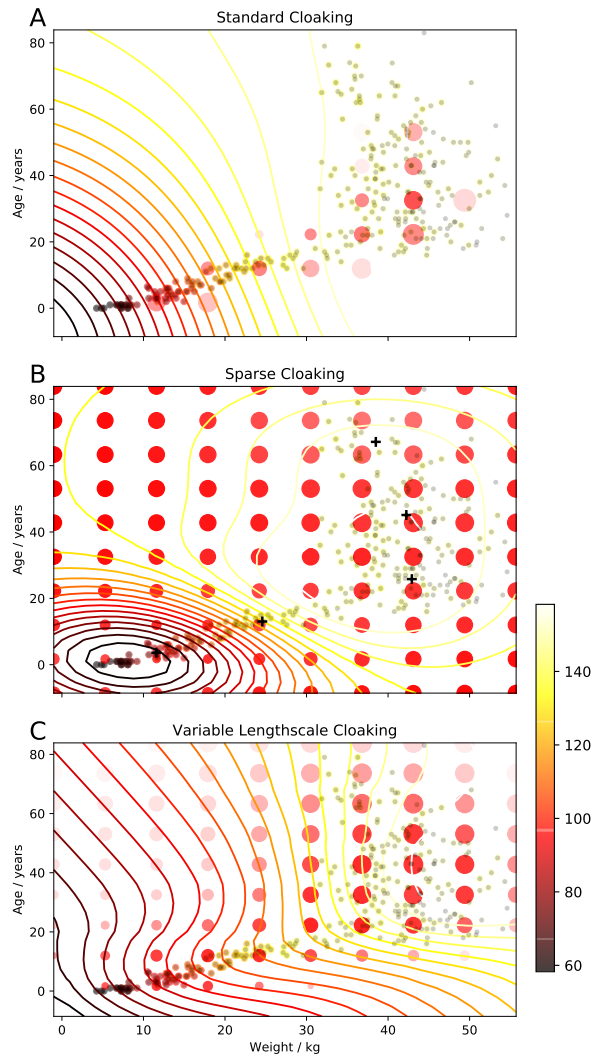 A
Standard Cloaking
80
60
40
20
0
Age / years
B
Sparse Cloaking
80
60
40
20
0
Age / years
C
Variable Lengthscale Cloaking
80
60
40
20
0
Age / years
0 10 20 30 40 50
Weight / kg
140
120
100
80
60